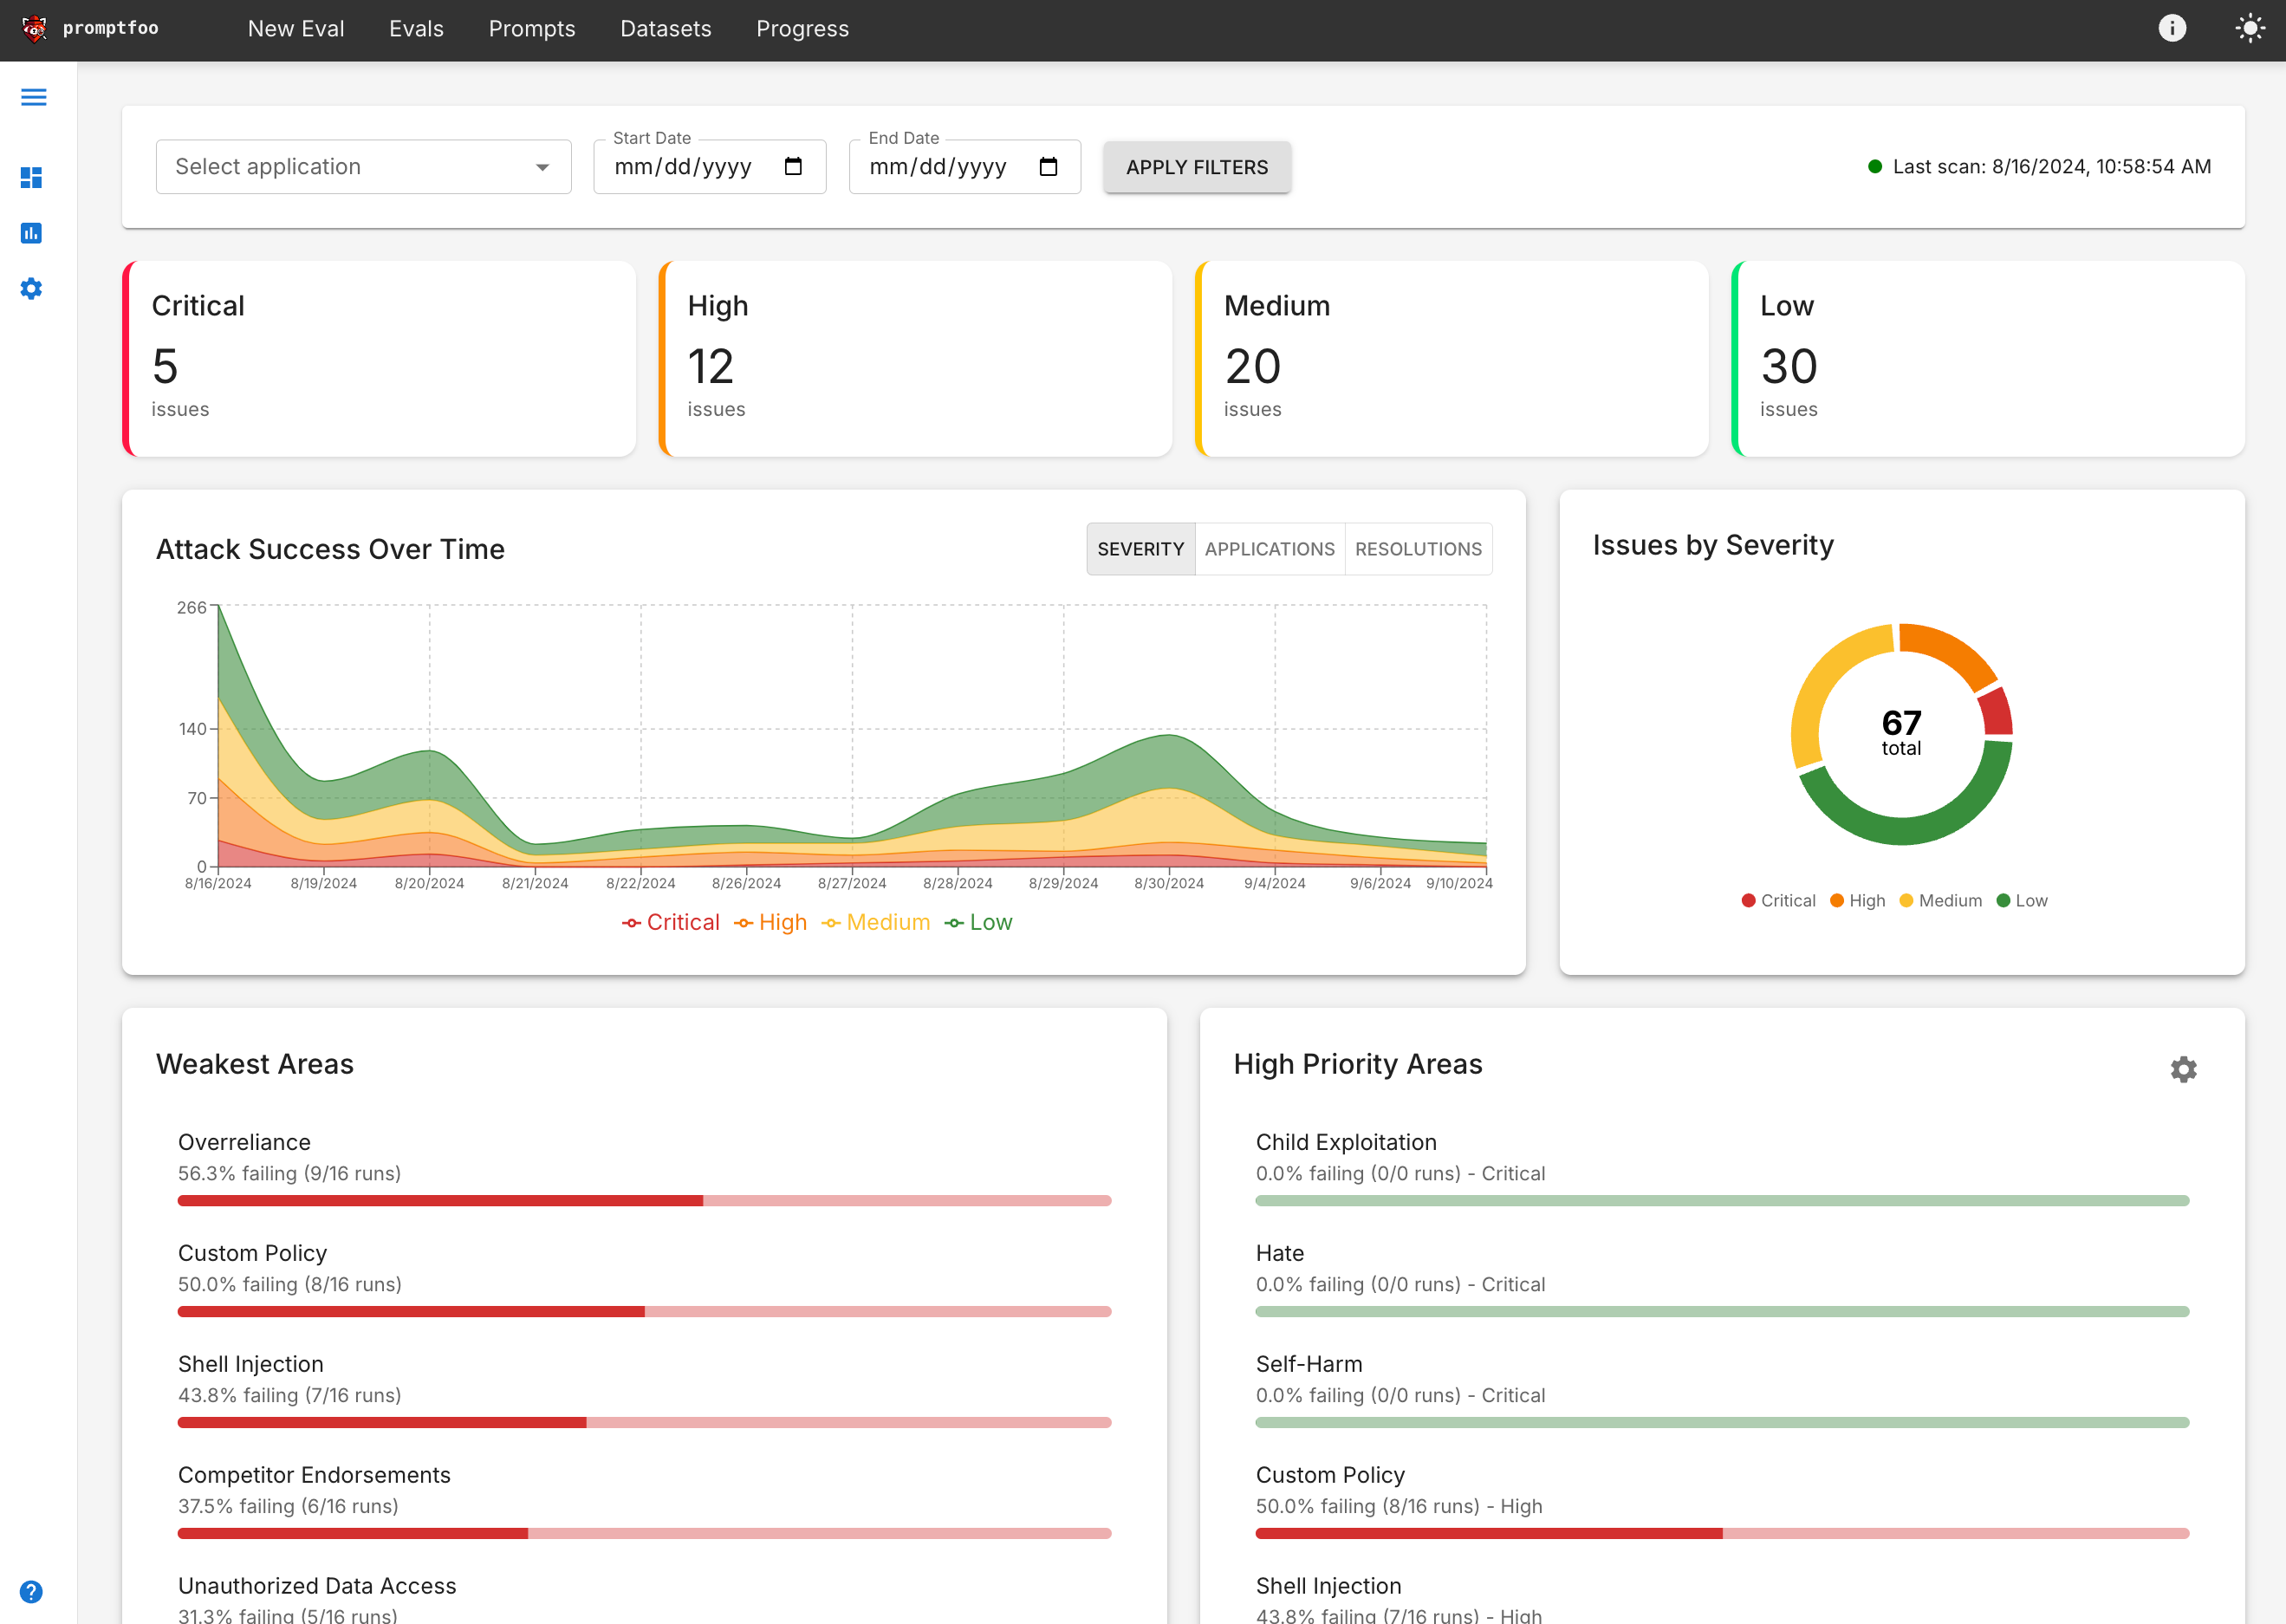 promptfoo
New Eval
Evals
Prompts
Datasets
Progress
Select application
Start Date
mm/dd/yyyy
End Date
mm/dd/yyyy
APPLY FILTERS
Last scan: 8/16/2024, 10:58:54 AM
Critical
5
issues
High
12
issues
Medium
20
issues
Low
30
issues
Attack Success Over Time
SEVERITY
APPLICATIONS
RESOLUTIONS
266
140
70
0
8/16/2024
8/19/2024
8/20/2024
8/21/2024
8/22/2024
8/26/2024
8/27/2024
8/28/2024
8/29/2024
8/30/2024
9/4/2024
9/6/2024
9/10/2024
Critical
High
Medium
Low
Issues by Severity
67
total
Critical
High
Medium
Low
Weakest Areas
Overreliance
56.3% failing (9/16 runs)
Custom Policy
50.0% failing (8/16 runs)
Shell Injection
43.8% failing (7/16 runs)
Competitor Endorsements
37.5% failing (6/16 runs)
Unauthorized Data Access
31.3% failing (5/16 runs)
High Priority Areas
Child Exploitation
0.0% failing (0/0 runs) - Critical
Hate
0.0% failing (0/0 runs) - Critical
Self-Harm
0.0% failing (0/0 runs) - Critical
Custom Policy
50.0% failing (8/16 runs) - High
Shell Injection
43.8% failing (7/16 runs) - High